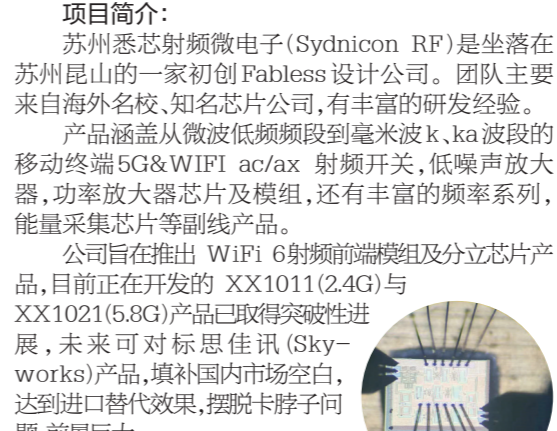 项目简介：
苏州悉芯射频微电子(Sydnicon RF)是坐落在
苏州昆山的一家初创Fabless设计公司。团队主要
来自海外名校、知名芯片公司,有丰富的研发经验。
产品涵盖从微波低频频段到毫米波k、ka波段的
移动终端5G&WIFI ac/ax 射频开关,低噪声放大
器,功率放大器芯片及模组,还有丰富的频率系列,
能量采集芯片等副线产品。
公司旨在推出 WiFi 6射频前端模组及分立芯片产
品,目前正在开发的 XX1011(2.4G)与
XX1021(5.8G)产品已取得突破性进
展,未来可对标思佳讯(Sky-
works)产品,填补国内市场空白,
达到进口替代效果,摆脱卡脖子问